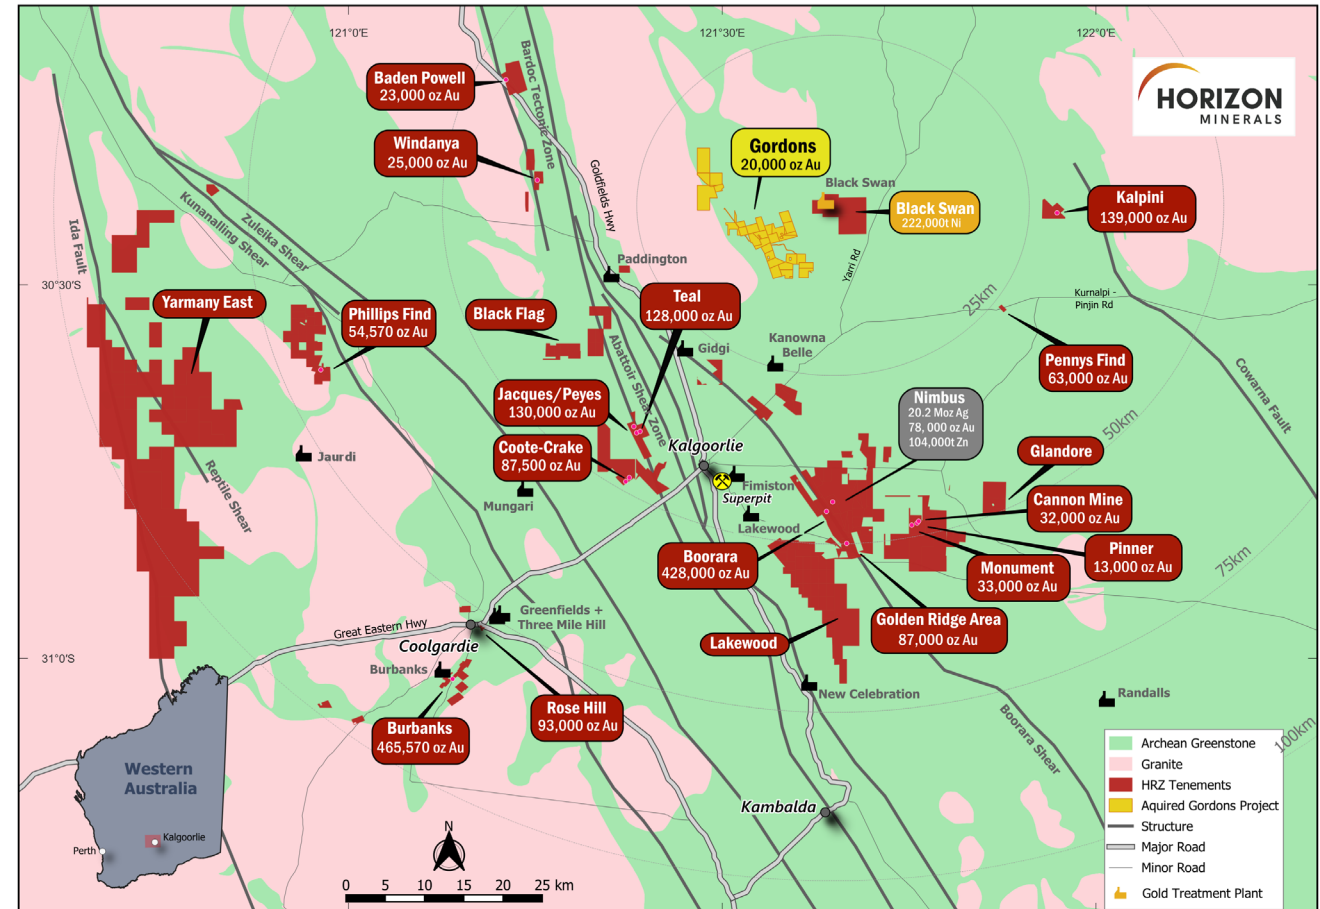 121°0'E
121°30'E
122°0'E
30°30'S
31°0'S
HORIZON
MINERALS
Baden Powell
23,000 oz Au
Windanya
25,000 oz Au
Bardoc Tectonic Zone
Goldfields Hwy
Gordons
20,000 oz Au
Black Swan
Black Swan
222,000t Ni
Kalpini
139,000 oz Au
Ida Fault
Kunanalling Shear
Zuleika Shear
Yarri Rd
Paddington
Yarmany East
Phillips Find
54,570 oz Au
Black Flag
Teal
128,000 oz Au
25km
Kurnalpi -
Pinjin Rd
Gidgi
Kanowna
Belle
Abattoir Shear Zone
Pennys Find
63,000 oz Au
Cowarna Fault
Jacques/Peyes
130,000 oz Au
Nimbus
20.2 Moz Ag
78, 000 oz Au
104,000t Zn
50km
Coote-Crake
87,500 oz Au
Kalgoorlie
Glandore
Jaurdi
Reptile Shear
Mungari
Fimiston
Superpit
Lakewood
Cannon Mine
32,000 oz Au
Pinner
13,000 oz Au
Boorara
428,000 oz Au
Monument
33,000 oz Au
75km
Greenfields +
Three Mile Hill
Great Eastern Hwy
Coolgardie
Golden Ridge Area
87,000 oz Au
Lakewood
Burbanks
New Celebration
Randalls
Rose Hill
93,000 oz Au
Burbanks
465,570 oz Au
Boorara Shear
100km
Western
Australia
Kalgoorlie
Perth
Kambalda
N
0 5 10 15 20 25 km
Archean Greenstone
Granite
HRZ Tenements
Aquired Gordons Project
Structure
Major Road
Minor Road
Gold Treatment Plant